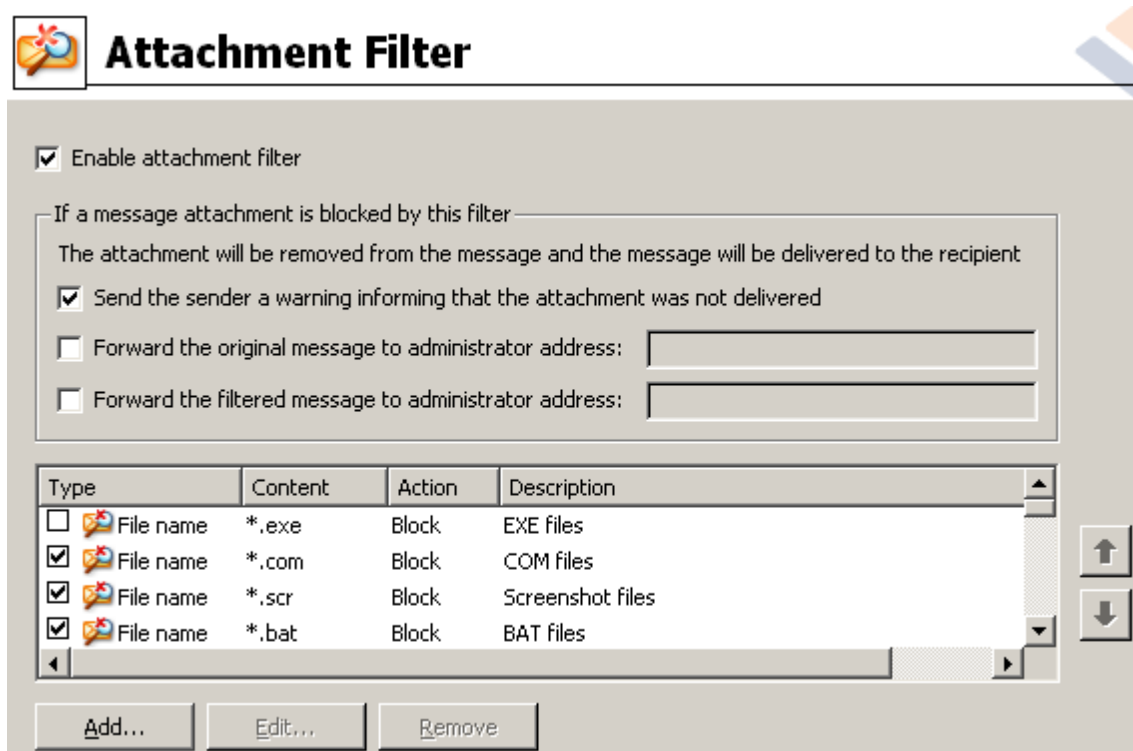 Attachment Filter
Enable attachment filter
If a message attachment is blocked by this filter
The attachment will be removed from the message and the message will be delivered to the recipient
Send the sender a warning informing that the attachment was not delivered
Forward the original message to administrator address:
Forward the filtered message to administrator address:
Type Content Action Description
File name *.exe Block EXE files
File name *.com Block COM files
File name *.scr Block Screenshot files
File name *.bat Block BAT files
Add... Edit... Remove